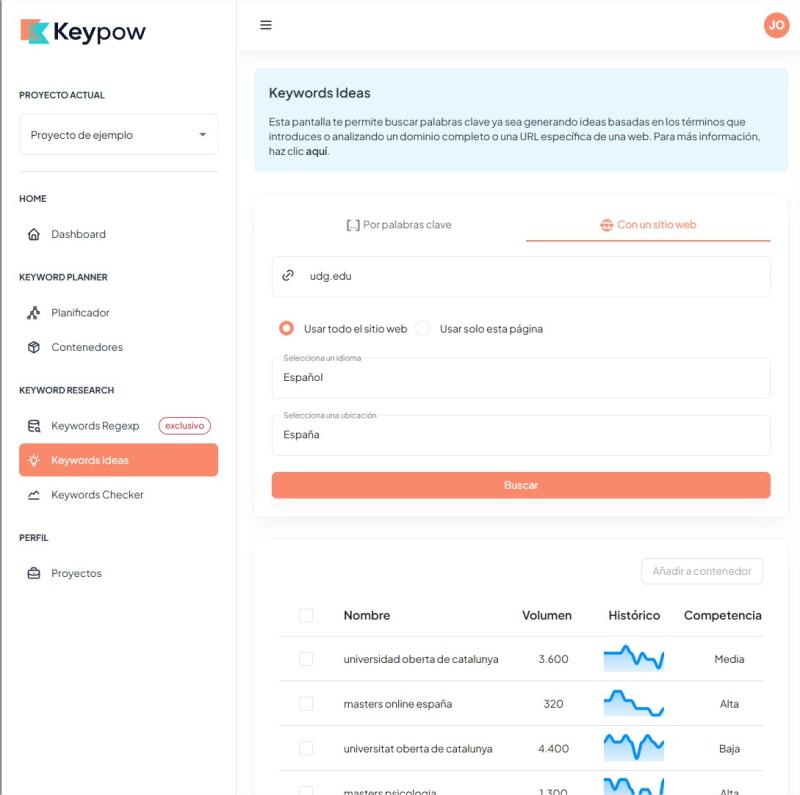 Keypow
JO
PROYECTO ACTUAL
Proyecto de ejemplo
HOME
Dashboard
KEYWORD PLANNER
Planificador
Contenedores
KEYWORD RESEARCH
Keywords Regexp
exclusivo
Keywords Ideas
Keywords Checker
PERFIL
Proyectos
Keywords Ideas
Esta pantalla te permite buscar palabras clave ya sea generando ideas basadas en los términos que
introduces o analizando un dominio completo o una URL específica de una web. Para más información,
haz clic aquí.
[...] Por palabras clave
Con un sitio web
udg.edu
Usar todo el sitio web
Usar solo esta página
Selecciona un idioma
Español
Selecciona una ubicación
España
Buscar
Añadir a contenedor
Nombre Volumen Histórico Competencia
universidad oberta de catalunya 3.600 Media
masters online españa 320 Alta
universitat oberta de catalunya 4.400 Baja
masters psicologia 1.300 Alta